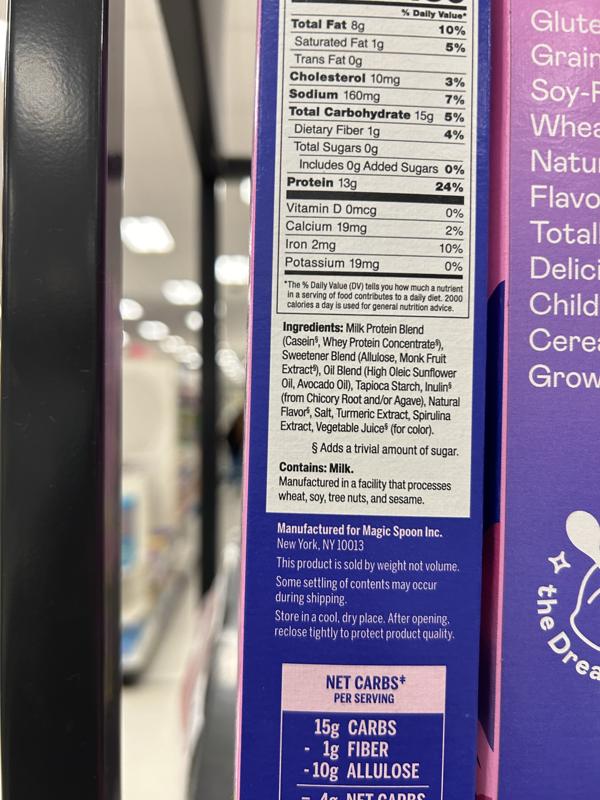 % Daily Value*
Total Fat 8g 10%
Saturated Fat 1g 5%
Trans Fat 0g
Cholesterol 10mg 3%
Sodium 160mg 7%
Total Carbohydrate 15g 5%
Dietary Fiber 1g 4%
Total Sugars 0g
Includes 0g Added Sugars 0%
Protein 13g 24%
Vitamin D 0mcg 0%
Calcium 19mg 2%
Iron 2mg 10%
Potassium 19mg 0%
*The % Daily Value (DV) tells you how much a nutrient
in a serving of food contributes to a daily diet. 2000
calories a day is used for general nutrition advice.
Ingredients: Milk Protein Blend
(Casein§, Whey Protein Concentrate§),
Sweetener Blend (Allulose, Monk Fruit
Extract§), Oil Blend (High Oleic Sunflower
Oil, Avocado Oil), Tapioca Starch, Inulin§
(from Chicory Root and/or Agave), Natural
Flavor§, Salt, Turmeric Extract, Spirulina
Extract, Vegetable Juice§ (for color).
§ Adds a trivial amount of sugar.
Contains: Milk.
Manufactured in a facility that processes
wheat, soy, tree nuts, and sesame.
Manufactured for Magic Spoon Inc.
New York, NY 10013
This product is sold by weight not volume.
Some settling of contents may occur
during shipping.
Store in a cool, dry place. After opening,
reclose tightly to protect product quality.
NET CARBS‡
PER SERVING
15g CARBS
- 1g FIBER
- 10g ALLULOSE
= 4g NET CARBS
Glute
Grain
Soy-F
Whea
Natur
Flavo
Totall
Delici
Child
Cerea
Grow
the Drea